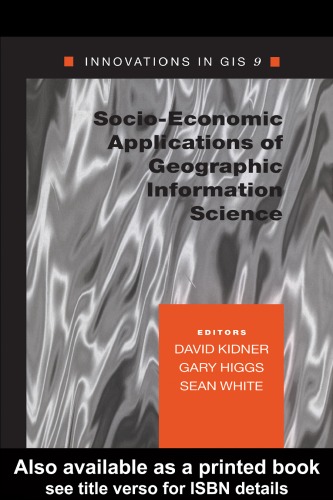 INNOVATIONS IN GIS 9
Socio-Economic
Applications of
Geographic
Information
Science
EDITORS
DAVID KIDNER
GARY HIGGS
SEAN WHITE
Also available as a printed book
see title verso for ISBN details